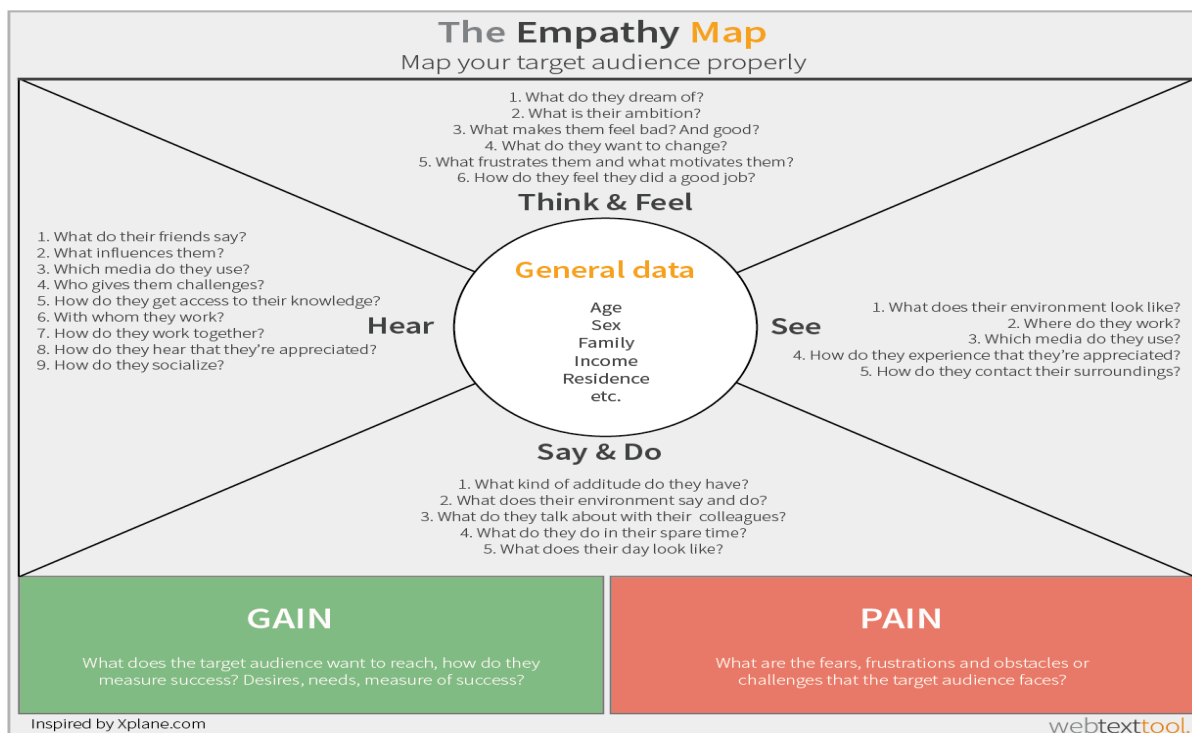 The Empathy Map
Map your target audience properly
1. What do they dream of?
2. What is their ambition?
3. What makes them feel bad? And good?
4. What do they want to change?
5. What frustrates them and what motivates them?
6. How do they feel they did a good job?
Think & Feel
1. What do their friends say?
2. What influences them?
3. Which media do they use?
4. Who gives them challenges?
5. How do they get access to their knowledge?
6. With whom they work?
7. How do they work together?
8. How do they hear that they're appreciated?
9. How do they socialize?
Hear
General data
Age
Sex
Family
Income
Residence
etc.
See
1. What does their environment look like?
2. Where do they work?
3. Which media do they use?
4. How do they experience that they're appreciated?
5. How do they contact their surroundings?
Say & Do
1. What kind of additude do they have?
2. What does their environment say and do?
3. What do they talk about with their colleagues?
4. What do they do in their spare time?
5. What does their day look like?
GAIN
What does the target audience want to reach, how do they
measure success? Desires, needs, measure of success?
PAIN
What are the fears, frustrations and obstacles or
challenges that the target audience faces?
Inspired by Xplane.com
webtexttool.